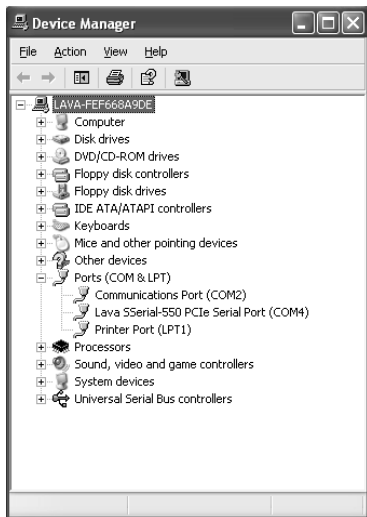 Device Manager
File Action View Help
LAVA-FEF668A9DE
Computer
Disk drives
DVD/CD-ROM drives
Floppy disk controllers
Floppy disk drives
IDE ATA/ATAPI controllers
Keyboards
Mice and other pointing devices
Other devices
Ports (COM & LPT)
Communications Port (COM2)
Lava SSerial-550 PCIe Serial Port (COM4)
Printer Port (LPT1)
Processors
Sound, video and game controllers
System devices
Universal Serial Bus controllers